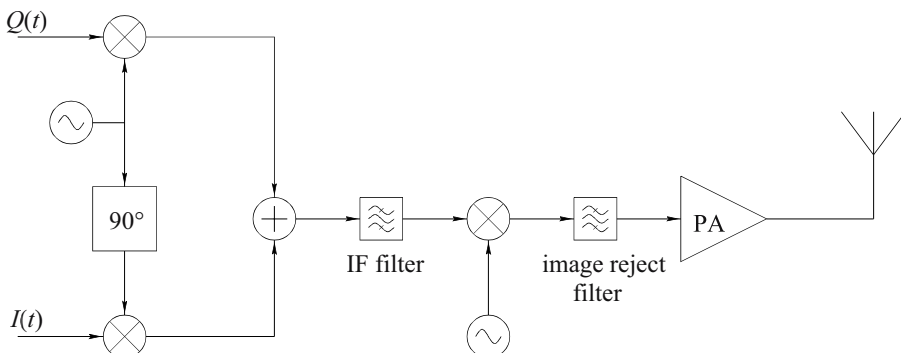 Q(t)
90°
I(t)
IF filter
image reject
filter
PA